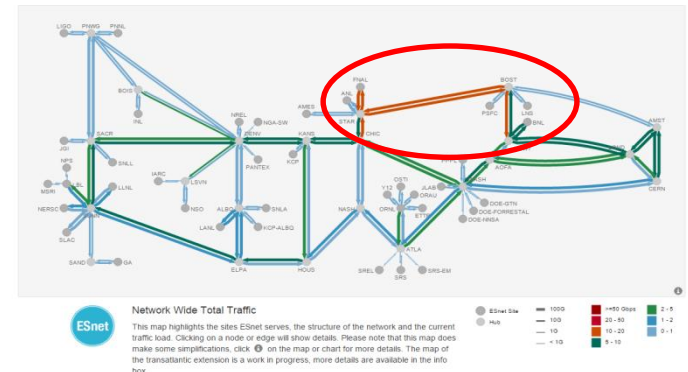 LIGO PNWG PNNL
BOIS
INL
FNAL
ANL
AMES
STAR
BOST
PSFC LNS
BNL
AMST
NREL
NGA-SW
SACR
DENV
KANS
CHIC
JGI
SNLL
PANTEX
KCP
AOFA
NPS
LBL
LLNL
MSRI
IARC
LSVN
CERN
OSTI
Y12
ORAU
JLAB
ORNL
ETTP
DOE-GTN
DOE-FORRESTAL
DOE-NNSA
NERSC
NSO
ALBQ
SNLA
NASH
SLAC
LANL
KCP-ALBQ
ATLA
SAND
GA
ELPA
HOUS
SREL
SRS
SRS-EM
ESnet
Network Wide Total Traffic
This map highlights the sites ESnet serves, the structure of the network and the current
traffic load. Clicking on a node or edge will show details. Please note that this map does
make some simplifications, click on the map or chart for more details. The map of
the transatlantic extension is a work in progress, more details are available in the info
box.
ESnet Site
Hub
100G
10G
1G
< 1G
>=50 Gbps
20 - 50
10 - 20
5 - 10
2 - 5
1 - 2
0 - 1